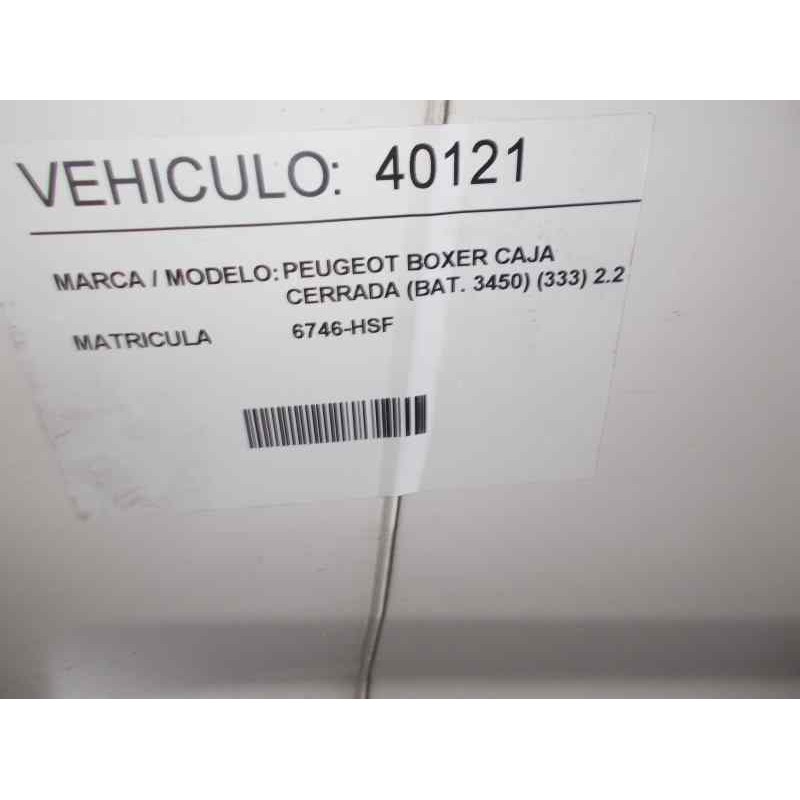 VEHICULO: 40121
MARCA / MODELO: PEUGEOT BOXER CAJA
CERRADA (BAT. 3450) (333) 2.2
MATRICULA 6746-HSF